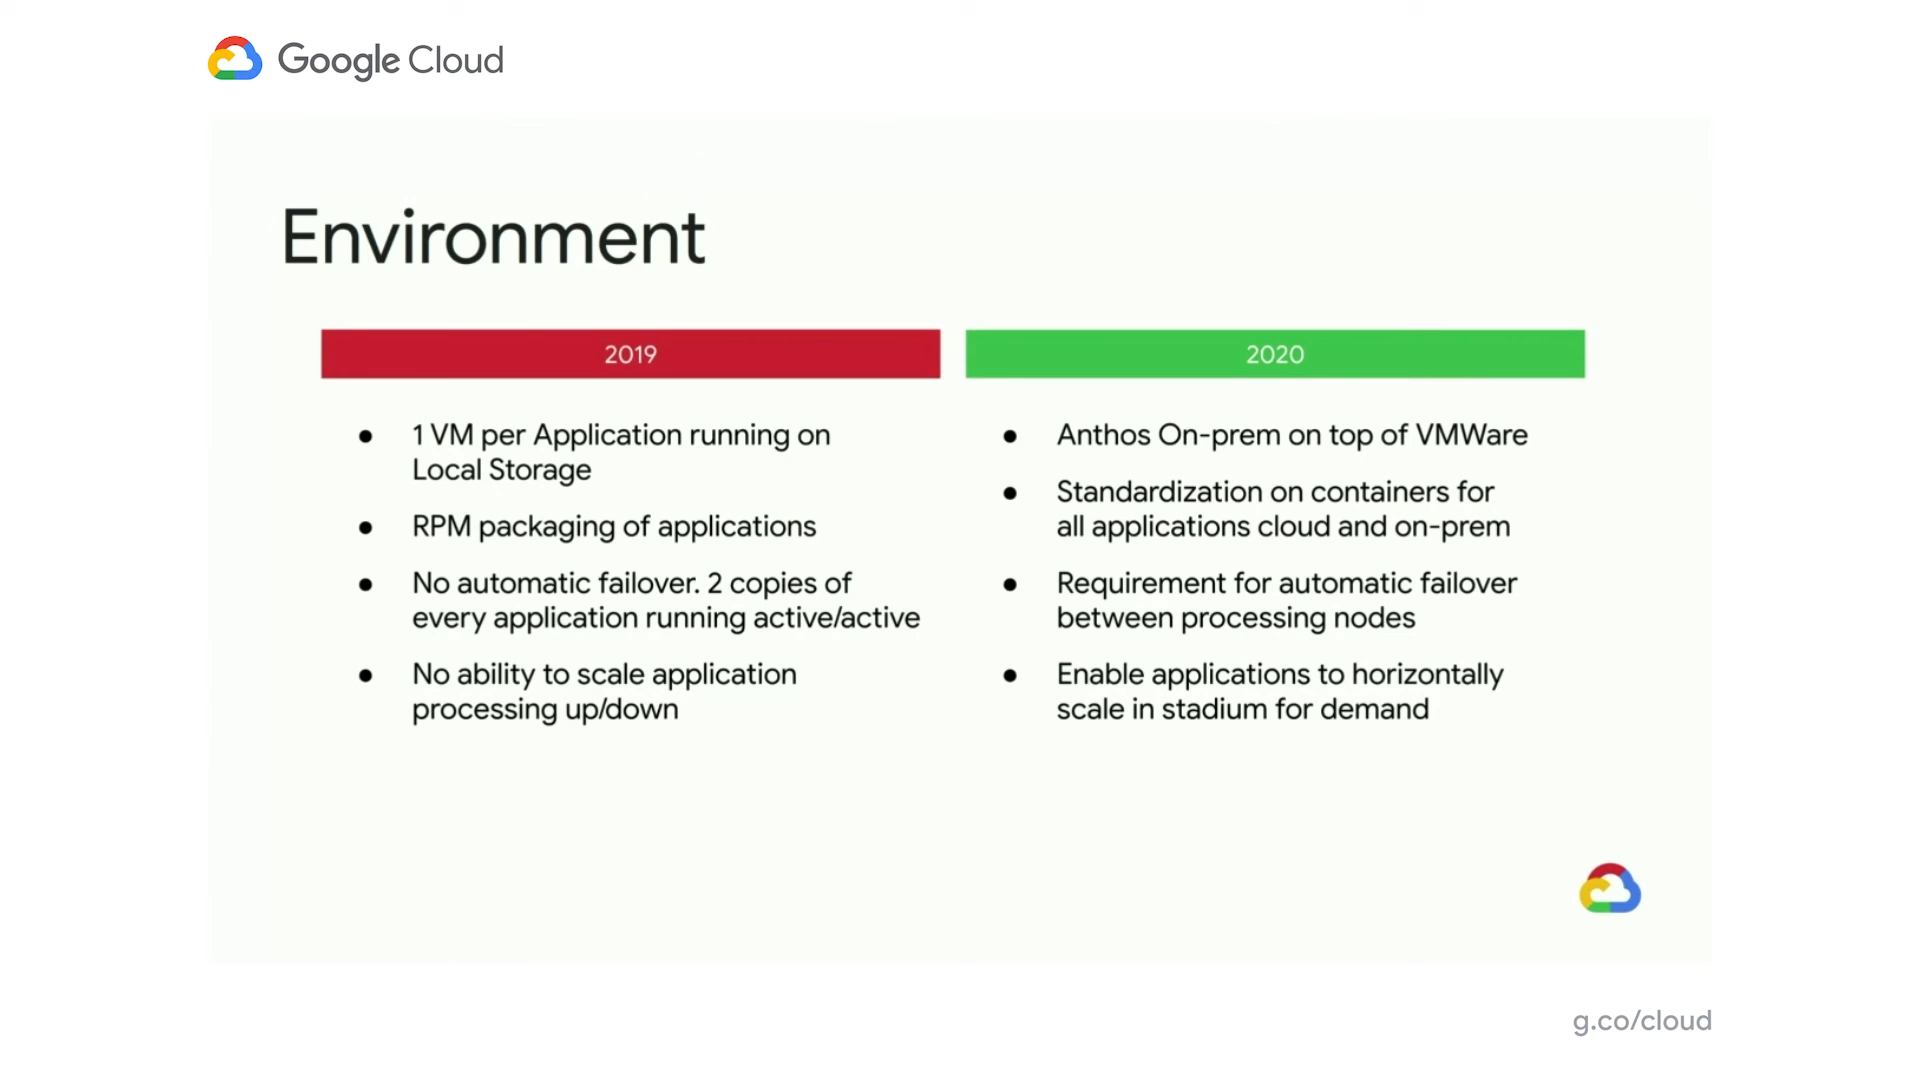 Google Cloud
Environment
2019
● 1 VM per Application running on
Local Storage
● RPM packaging of applications
● No automatic failover. 2 copies of
every application running active/active
● No ability to scale application
processing up/down
2020
● Anthos On-prem on top of VMWare
● Standardization on containers for
all applications cloud and on-prem
● Requirement for automatic failover
between processing nodes
● Enable applications to horizontally
scale in stadium for demand
g.co/cloud